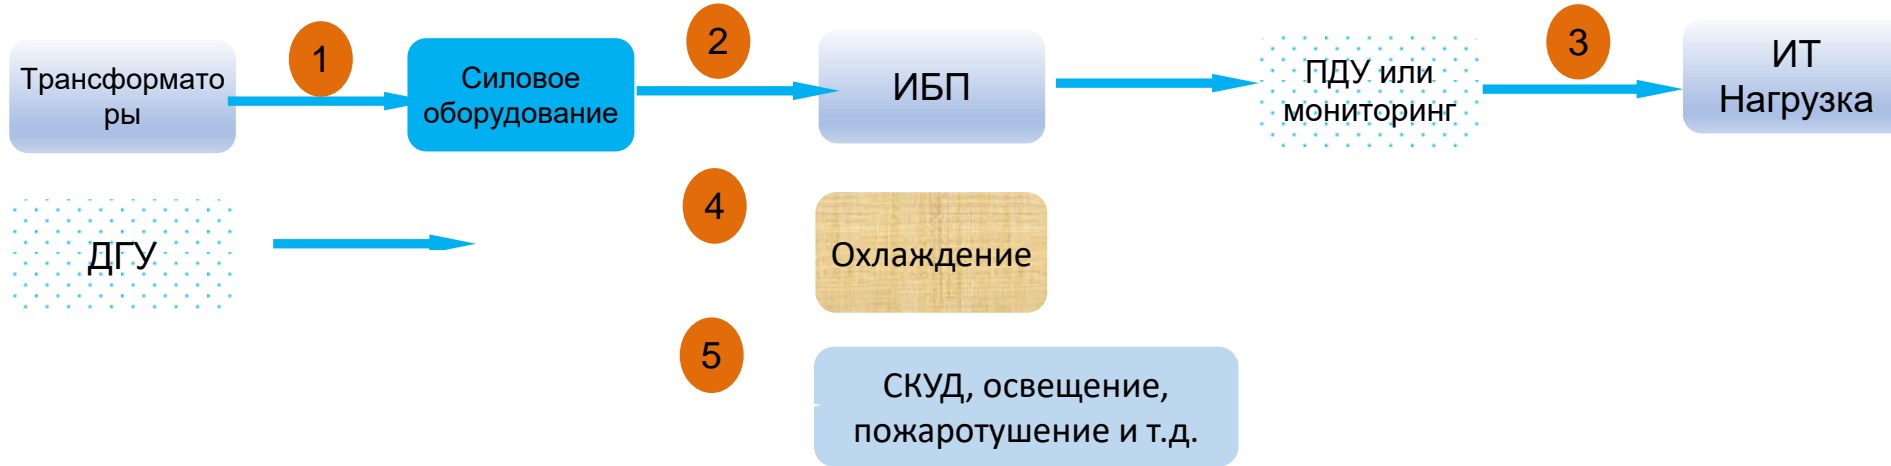 Трансформато
ры
1
Силовое
оборудование
2
ИБП
ПДУ или
мониторинг
3
ИТ
Нагрузка
ДГУ
4
Охлаждение
5
СКУД, освещение,
пожаротушение и т.д.